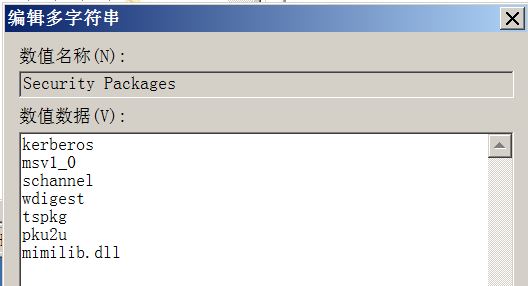 编辑多字符串
数值名称(N):
Security Packages
数值数据(V):
kerberos
msv1_0
schannel
wdigest
tspkg
pku2u
mimilib.dll